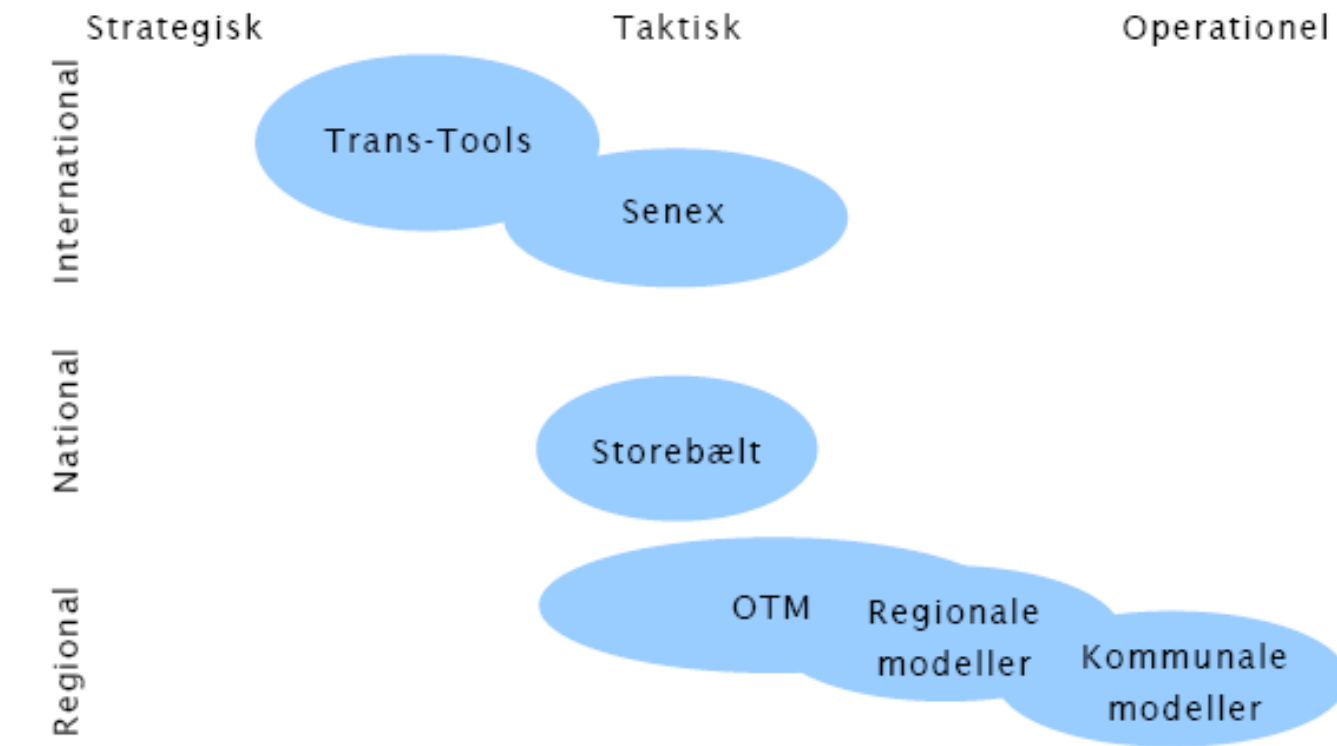 Strategisk Taktisk Operationel
International
Trans-Tools
Senex
National
Storebælt
Regional
OTM
Regionale
modeller
Kommunale
modeller